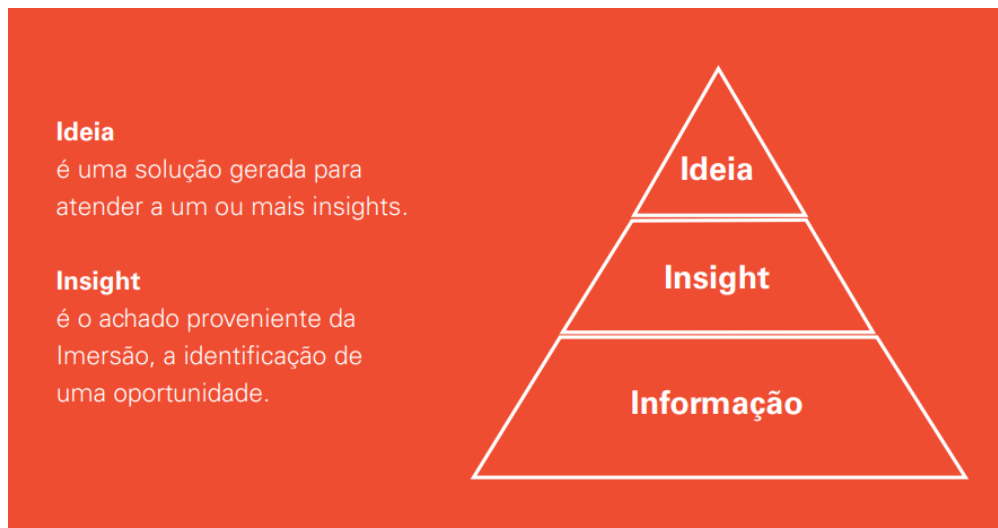 Ideia
é uma solução gerada para
atender a um ou mais insights.
Insight
é o achado proveniente da
Imersão, a identificação de
uma oportunidade.
Ideia
Insight
Informação